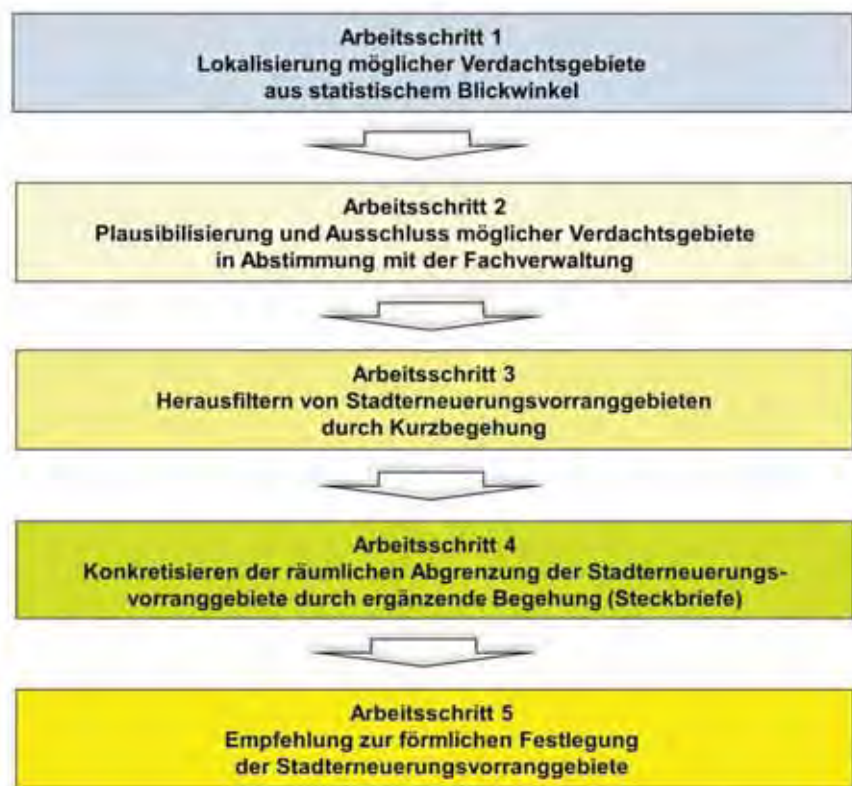 Arbeitsschritt 1
Lokalisierung möglicher Verdachtsgebiete
aus statistischem Blickwinkel
Arbeitsschritt 2
Plausibilisierung und Ausschluss möglicher Verdachtsgebiete
in Abstimmung mit der Fachverwaltung
Arbeitsschritt 3
Herausfiltern von Stadterneuerungsvorranggebieten
durch Kurzbegehung
Arbeitsschritt 4
Konkretisieren der räumlichen Abgrenzung der Stadterneuerungs-
vorranggebiete durch ergänzende Begehung (Steckbriefe)
Arbeitsschritt 5
Empfehlung zur förmlichen Festlegung
der Stadterneuerungsvorranggebiete